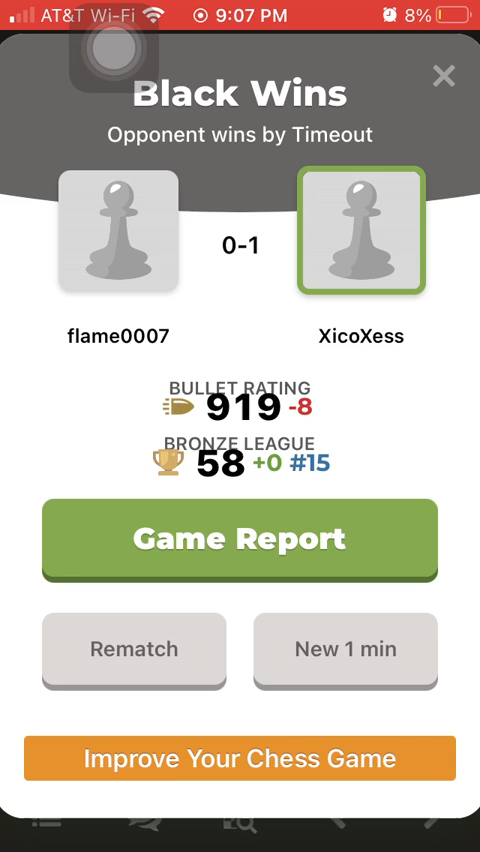 AT&T Wi-Fi 9:07 PM 8%
Black Wins
Opponent wins by Timeout
0-1
flame0007 XicoXess
BULLET RATING
919 -8
BRONZE LEAGUE
58 +0 #15
Game Report
Rematch New 1 min
Improve Your Chess Game